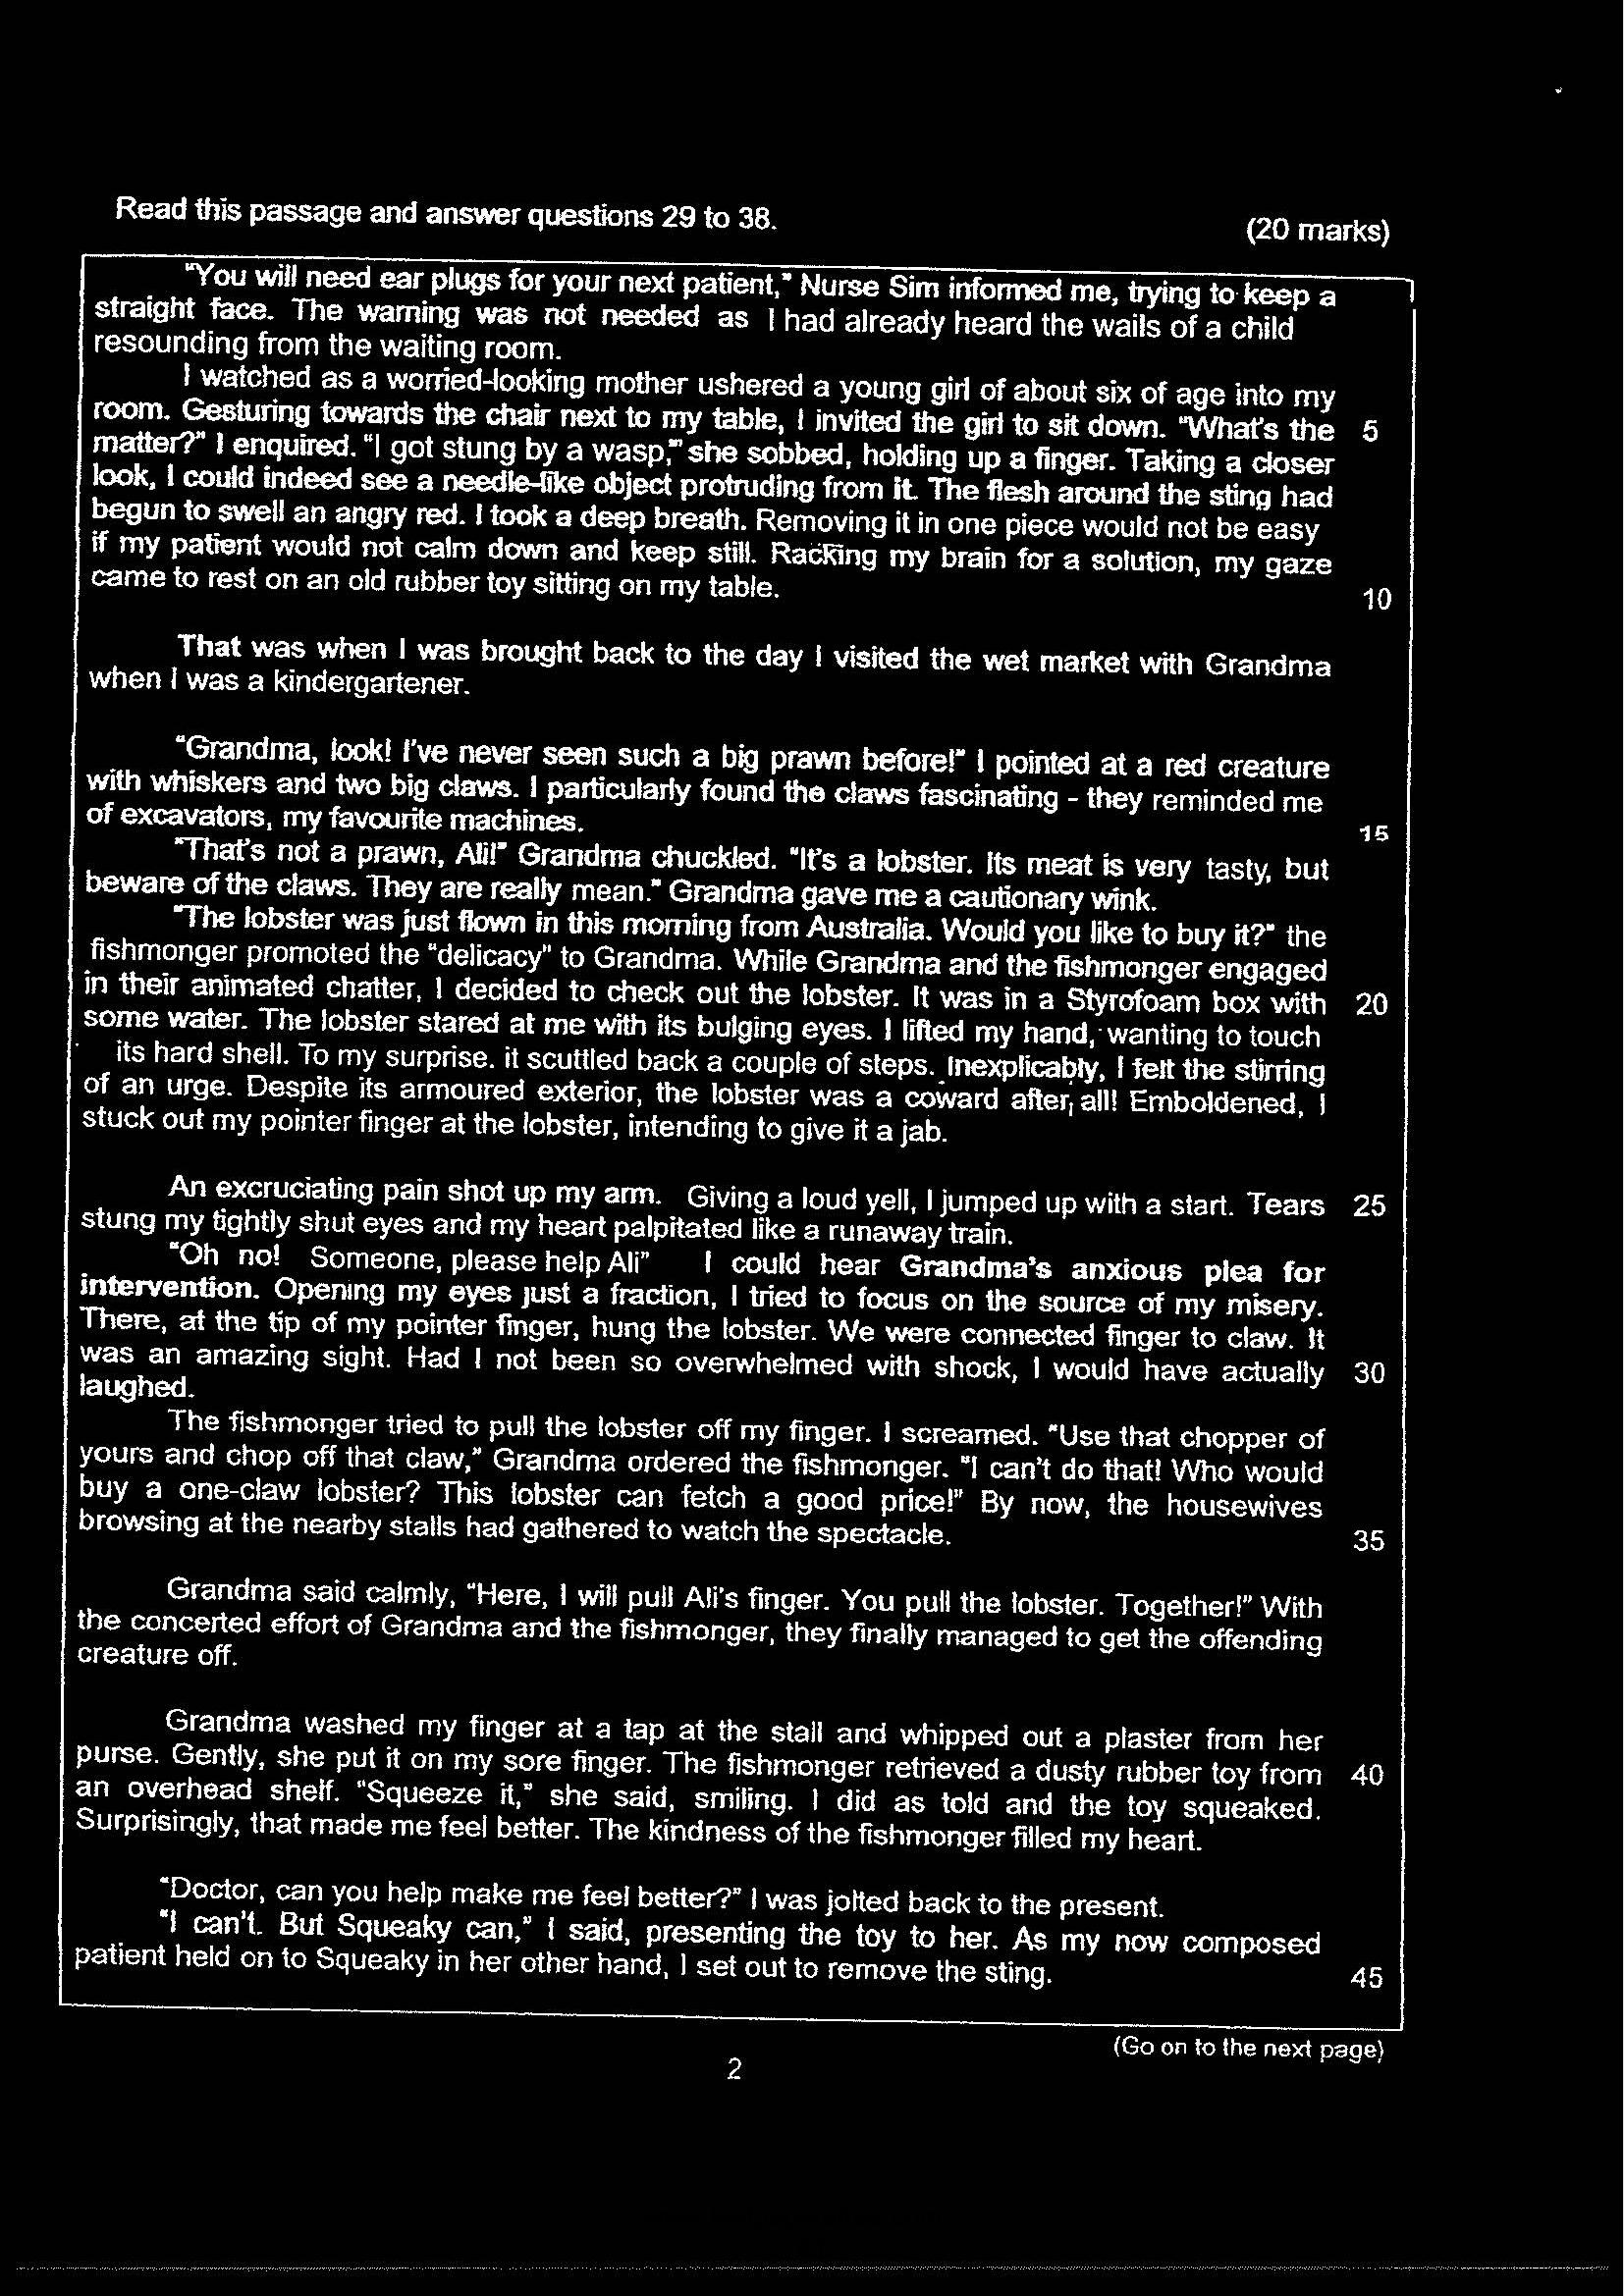 Read this passage and answer questions 29 to 38.
(20 marks)
"You will need ear plugs for your next patient," Nurse Sim informed me, trying to keep a
straight face. The warning was not needed as I had already heard the wails of a child
resounding from the waiting room.
I watched as a worried-looking mother ushered a young girl of about six of age into my
room. Gesturing towards the chair next to my table, I invited the girl to sit down. "What's the 5
matter?" I enquired. "I got stung by a wasp," she sobbed, holding up a finger. Taking a closer
look, I could indeed see a needle-like object protruding from it. The flesh around the sting had
begun to swell an angry red. I took a deep breath. Removing it in one piece would not be easy
if my patient would not calm down and keep still. Racking my brain for a solution, my gaze
came to rest on an old rubber toy sitting on my table. 10
That was when I was brought back to the day I visited the wet market with Grandma
when I was a kindergartener.
"Grandma, look! I've never seen such a big prawn before!" I pointed at a red creature
with whiskers and two big claws. I particularly found the claws fascinating - they reminded me
of excavators, my favourite machines. 15
"That's not a prawn, Ali!" Grandma chuckled. "It's a lobster. Its meat is very tasty, but
beware of the claws. They are really mean." Grandma gave me a cautionary wink.
"The lobster was just flown in this morning from Australia. Would you like to buy it?" the
fishmonger promoted the "delicacy" to Grandma. While Grandma and the fishmonger engaged
in their animated chatter, I decided to check out the lobster. It was in a Styrofoam box with 20
some water. The lobster stared at me with its bulging eyes. I lifted my hand, wanting to touch
its hard shell. To my surprise. it scuttled back a couple of steps. Inexplicably, I felt the stirring
of an urge. Despite its armoured exterior, the lobster was a coward after all! Emboldened, I
stuck out my pointer finger at the lobster, intending to give it a jab.
An excruciating pain shot up my arm. Giving a loud yell, I jumped up with a start. Tears 25
stung my tightly shut eyes and my heart palpitated like a runaway train.
"Oh no! Someone, please help Ali" I could hear Grandma's anxious plea for
intervention. Opening my eyes just a fraction, I tried to focus on the source of my misery.
There, at the tip of my pointer finger, hung the lobster. We were connected finger to claw. It
was an amazing sight. Had I not been so overwhelmed with shock, I would have actually 30
laughed.
The fishmonger tried to pull the lobster off my finger. I screamed. "Use that chopper of
yours and chop off that claw," Grandma ordered the fishmonger. "I can't do that! Who would
buy a one-claw lobster? This lobster can fetch a good price!" By now, the housewives
browsing at the nearby stalls had gathered to watch the spectacle. 35
Grandma said calmly, "Here, I will pull Ali's finger. You pull the lobster. Together!" With
the concerted effort of Grandma and the fishmonger, they finally managed to get the offending
creature off.
Grandma washed my finger at a tap at the stall and whipped out a plaster from her
purse. Gently, she put it on my sore finger. The fishmonger retrieved a dusty rubber toy from 40
an overhead shelf. "Squeeze it," she said, smiling. I did as told and the toy squeaked.
Surprisingly, that made me feel better. The kindness of the fishmonger filled my heart.
"Doctor, can you help make me feel better?" I was jolted back to the present.
"I can't. But Squeaky can," I said, presenting the toy to her. As my now composed
patient held on to Squeaky in her other hand, I set out to remove the sting. 45
(Go on to the next page)
2